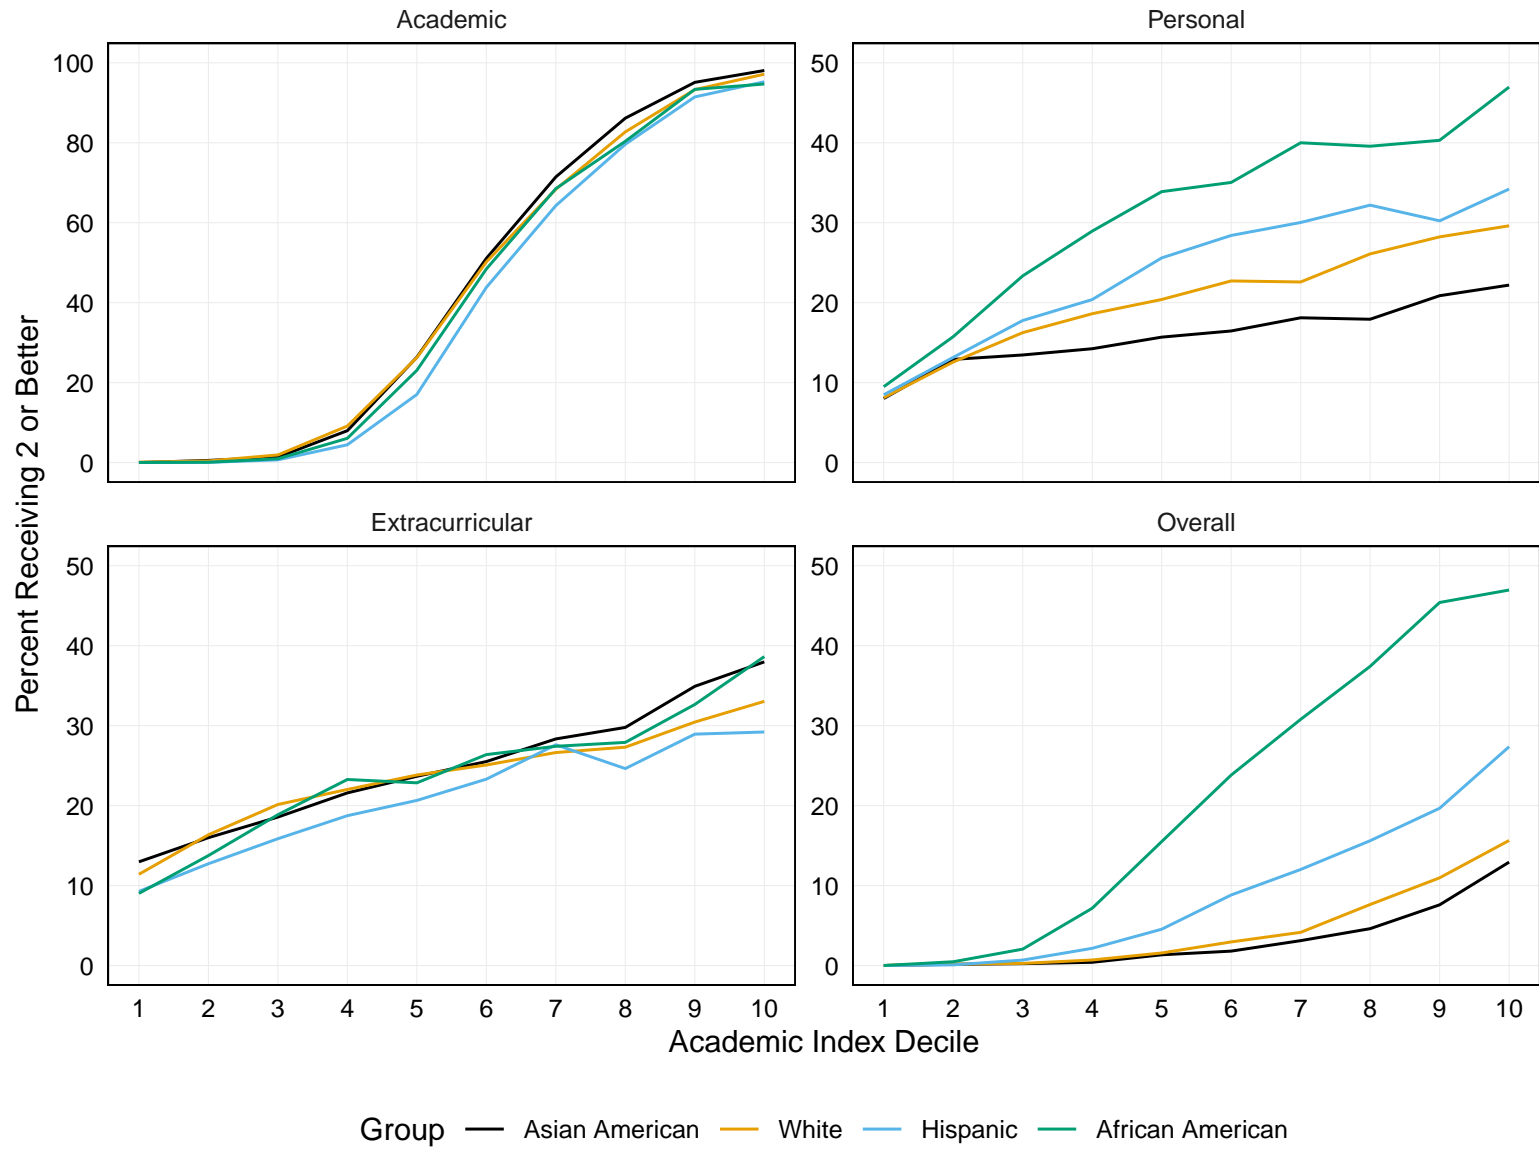 Academic
Personal
100
80
60
40
20
0
50
40
30
20
10
0
Percent Receiving 2 or Better
Extracurricular
Overall
50
40
30
20
10
0
50
40
30
20
10
0
1 2 3 4 5 6 7 8 9 10
1 2 3 4 5 6 7 8 9 10
Academic Index Decile
Group Asian American White Hispanic African American